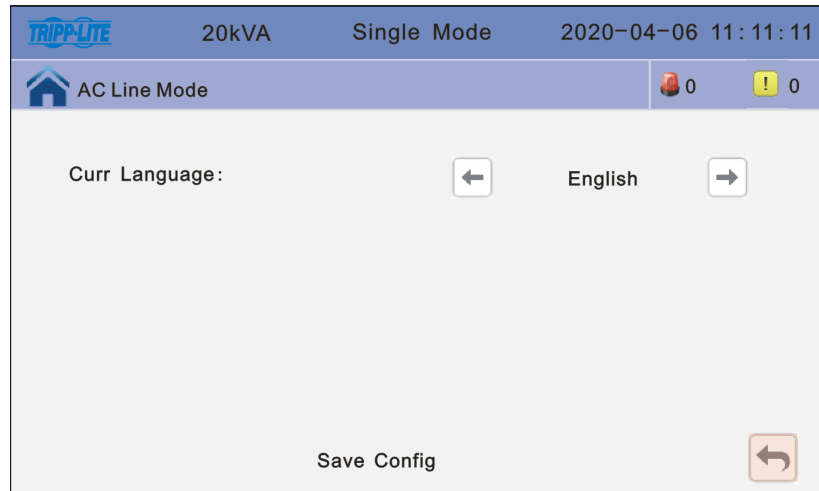 TRIPP·LITE 20kVA Single Mode 2020-04-06 11:11:11
AC Line Mode 0 ! 0
Curr Language: English
Save Config